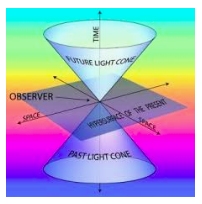 TIME
FUTURE LIGHT CONE
OBSERVER
SPACE
SPACE
HYPERSURFACE OF THE PRESENT
PAST LIGHT CONE